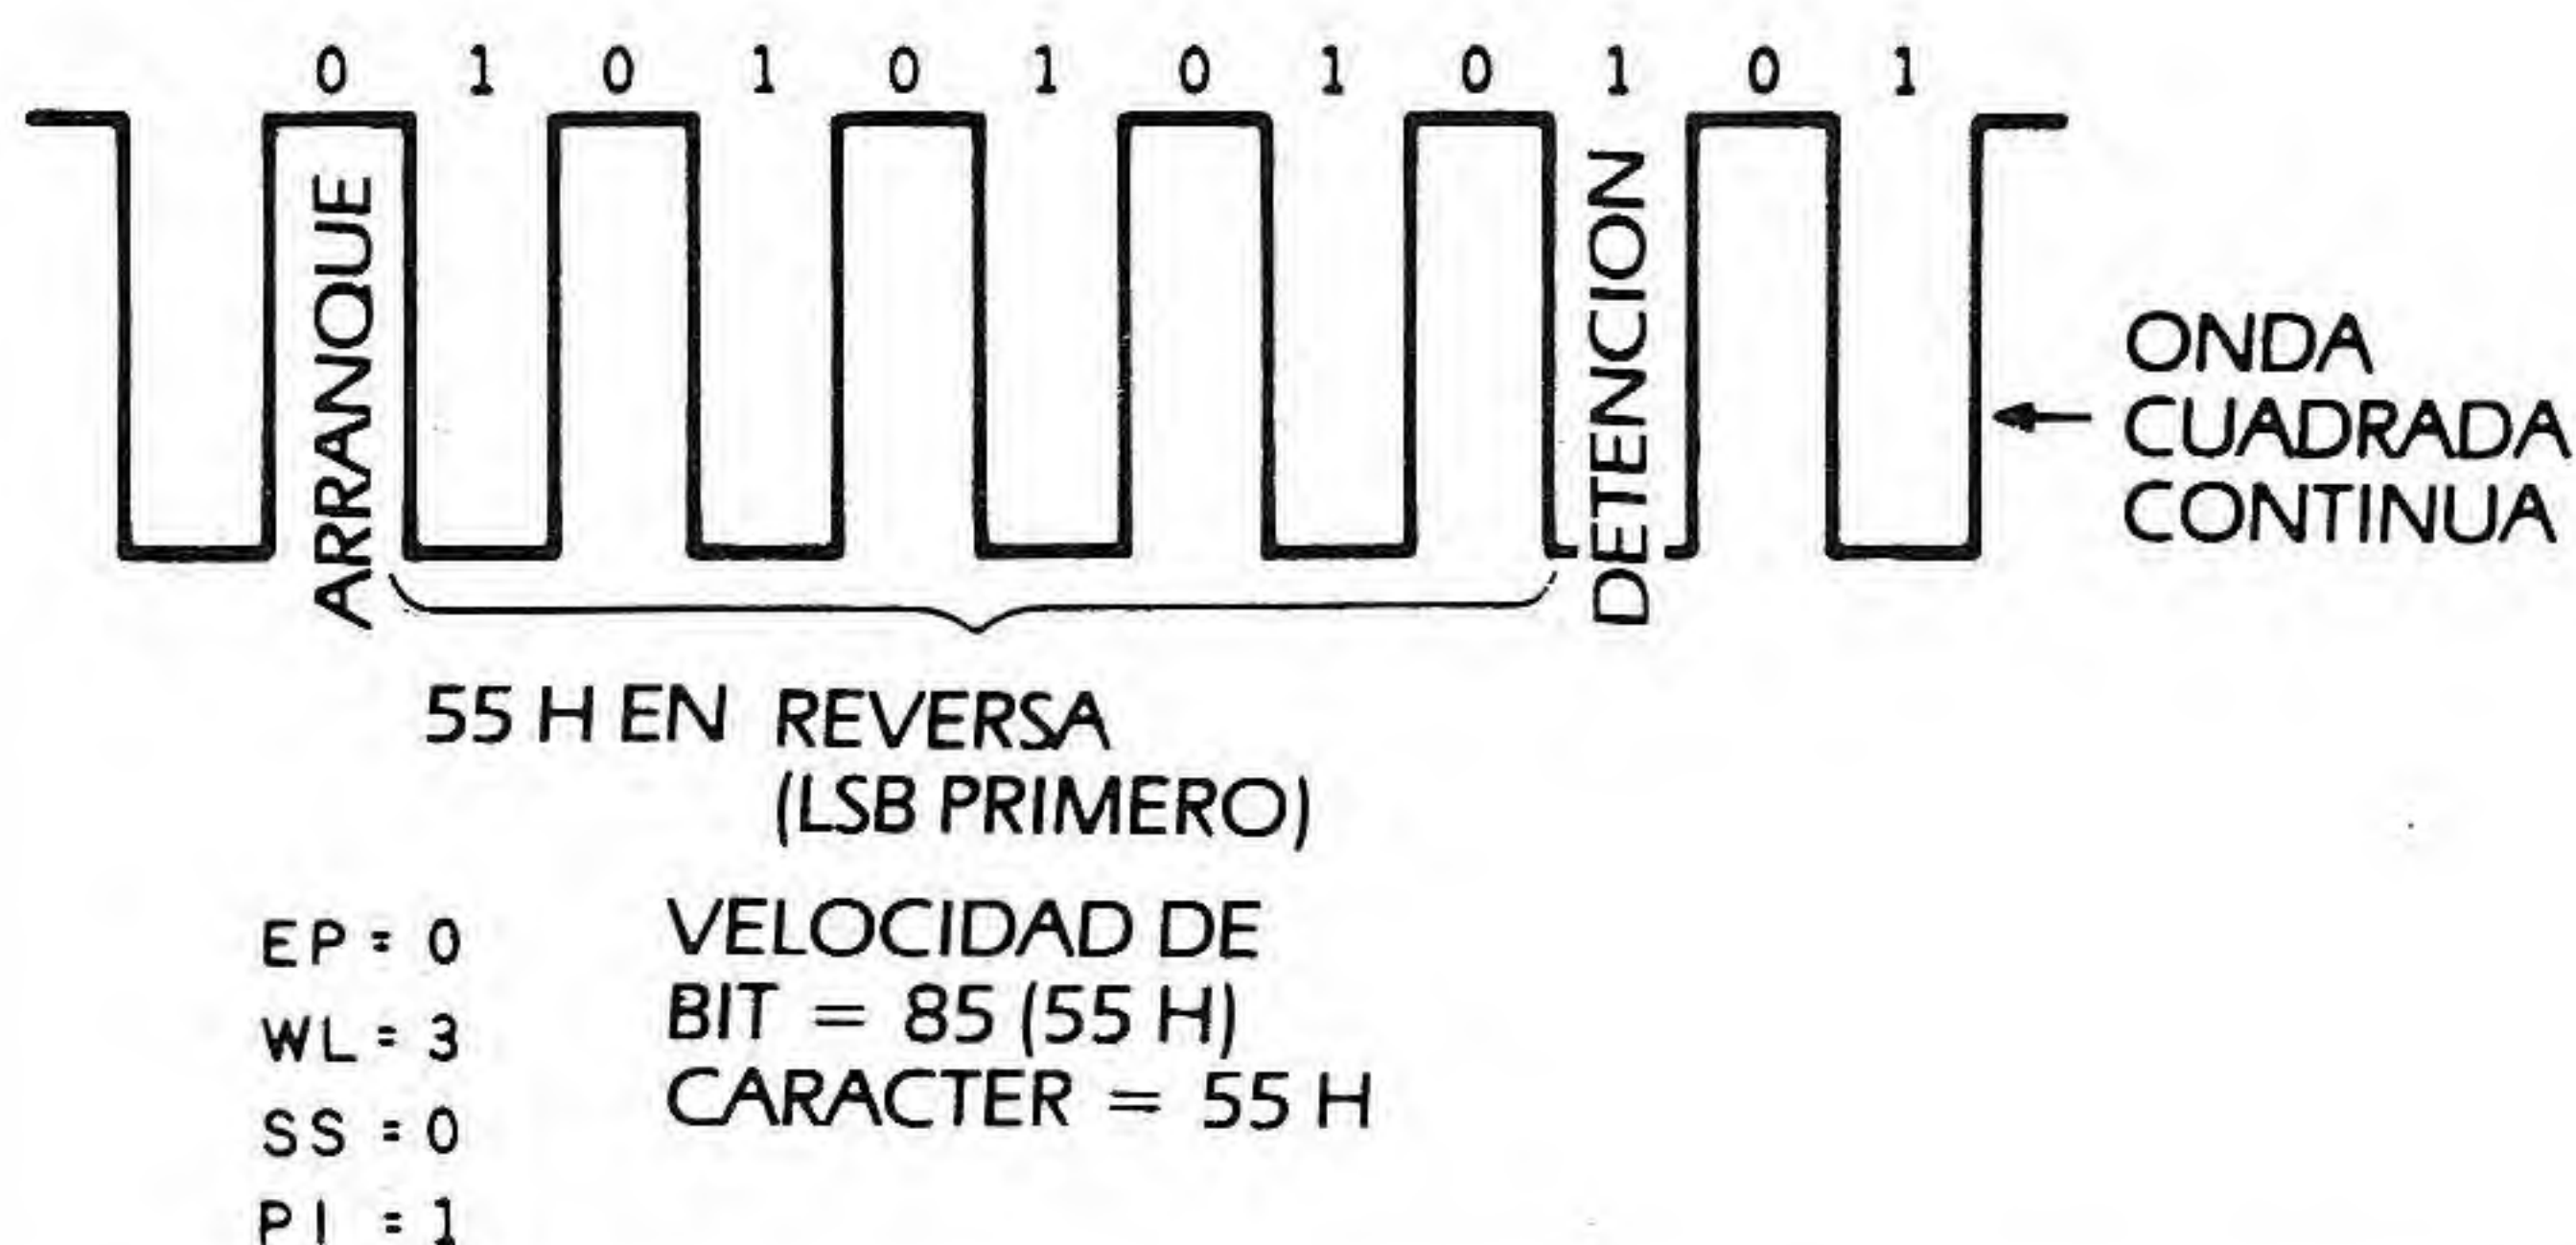 0 1 0 1 0 1 0 1 0 1 0 1
ARRANQUE
DETENCION
ONDA
CUADRADA
CONTINUA
55 H EN REVERSA
(LSB PRIMERO)
EP = 0
WL = 3
SS = 0
PI = 1
VELOCIDAD DE
BIT = 85 (55 H)
CARACTER = 55 H